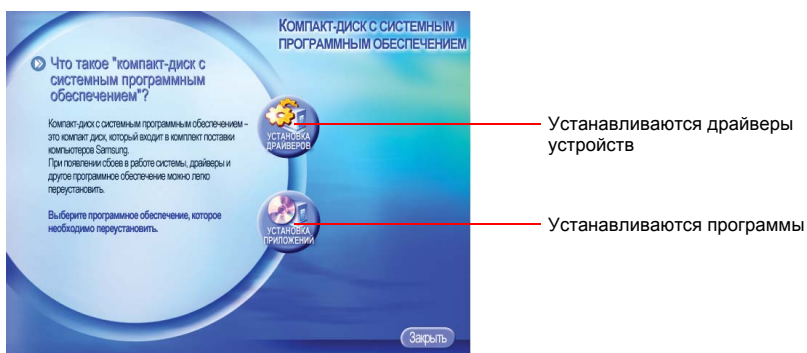 КОМПАКТ-ДИСК С СИСТЕМНЫМ
ПРОГРАММНЫМ ОБЕСПЕЧЕНИЕМ
Что такое "компакт-диск с
системным программным
обеспечением"?
Компакт-диск с системным программным обеспечением –
это компакт диск, который входит в комплект поставки
компьютеров Samsung.
При появлении сбоев в работе системы, драйверы и
другое программное обеспечение можно легко
переустановить.
Выберите программное обеспечение, которое
необходимо переустановить.
УСТАНОВКА
ДРАЙВЕРОВ
УСТАНОВКА
ПРИЛОЖЕНИЙ
Закрыть
Устанавливаются драйверы
устройств
Устанавливаются программы